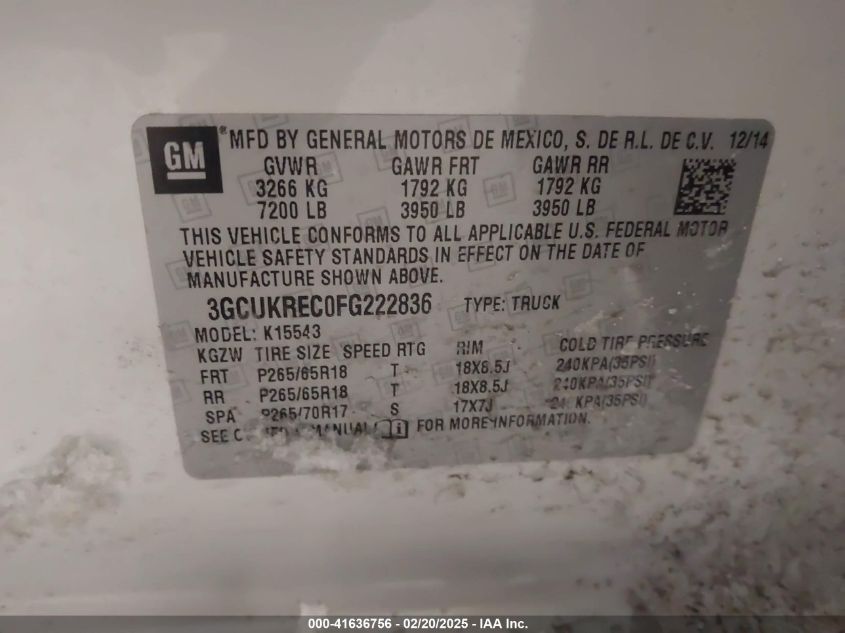 GM ® MFD BY GENERAL MOTORS DE MEXICO, S. DE R.L. DE C.V. 12/14
GVWR GAWR FRT GAWR RR
3266 KG 1792 KG 1792 KG
7200 LB 3950 LB 3950 LB
THIS VEHICLE CONFORMS TO ALL APPLICABLE U.S. FEDERAL MOTOR
VEHICLE SAFETY STANDARDS IN EFFECT ON THE DATE OF
MANUFACTURE SHOWN ABOVE.
3GCUKREC0FG222836 TYPE: TRUCK
MODEL: K15543
KGZW TIRE SIZE SPEED RTG RIM COLD TIRE PRESSURE
FRT P265/65R18 T 18X8.5J 240KPA(35PSI)
RR P265/65R18 T 18X8.5J 240KPA(35PSI)
SPA P265/70R17 S 17X7J KPA(35PSI)
SEE MANUAL FOR MORE INFORMATION.
000-41636756 - 02/20/2025 - IAA Inc.